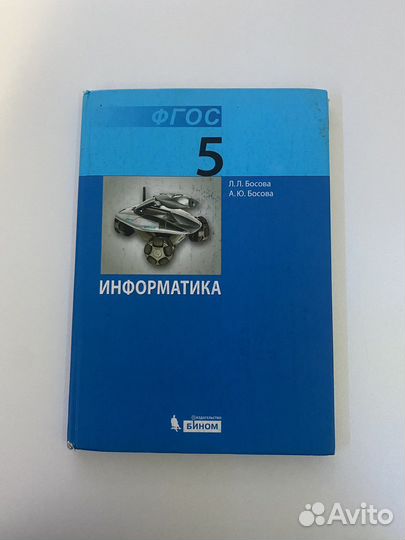 ФГОС
5
Л.Л. Босова
А.Ю. Босова
ИНФОРМАТИКА
ИЗДАТЕЛЬСТВО
БИНОМ
Avito